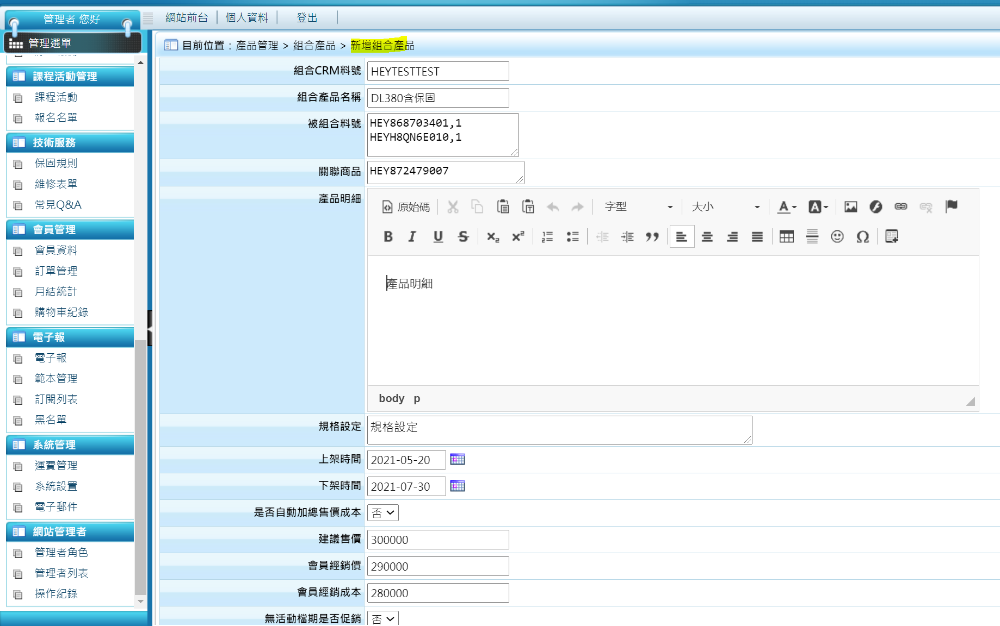 管理者 您好
網站前台
個人資料
登出
管理選單
課程活動管理
課程活動
報名名單
技術服務
保固規則
維修表單
常見Q&A
會員管理
會員資料
訂單管理
月結統計
購物車紀錄
電子報
電子報
範本管理
訂閱列表
黑名單
系統管理
運費管理
系統設置
電子郵件
網站管理者
管理者角色
管理者列表
操作紀錄
目前位置：產品管理 > 組合產品 > 新增組合產品
組合CRM料號 HEYTESTTEST
組合產品名稱 DL380含保固
被組合料號 HEY868703401,1
HEYH8QN6E010,1
關聯商品 HEY872479007
產品明細
原始碼 字型 大小
產品明細
body p
規格設定 規格設定
上架時間 2021-05-20
下架時間 2021-07-30
是否自動加總售價成本 否
建議售價 300000
會員經銷價 290000
會員經銷成本 280000
無活動檔期是否促銷 否